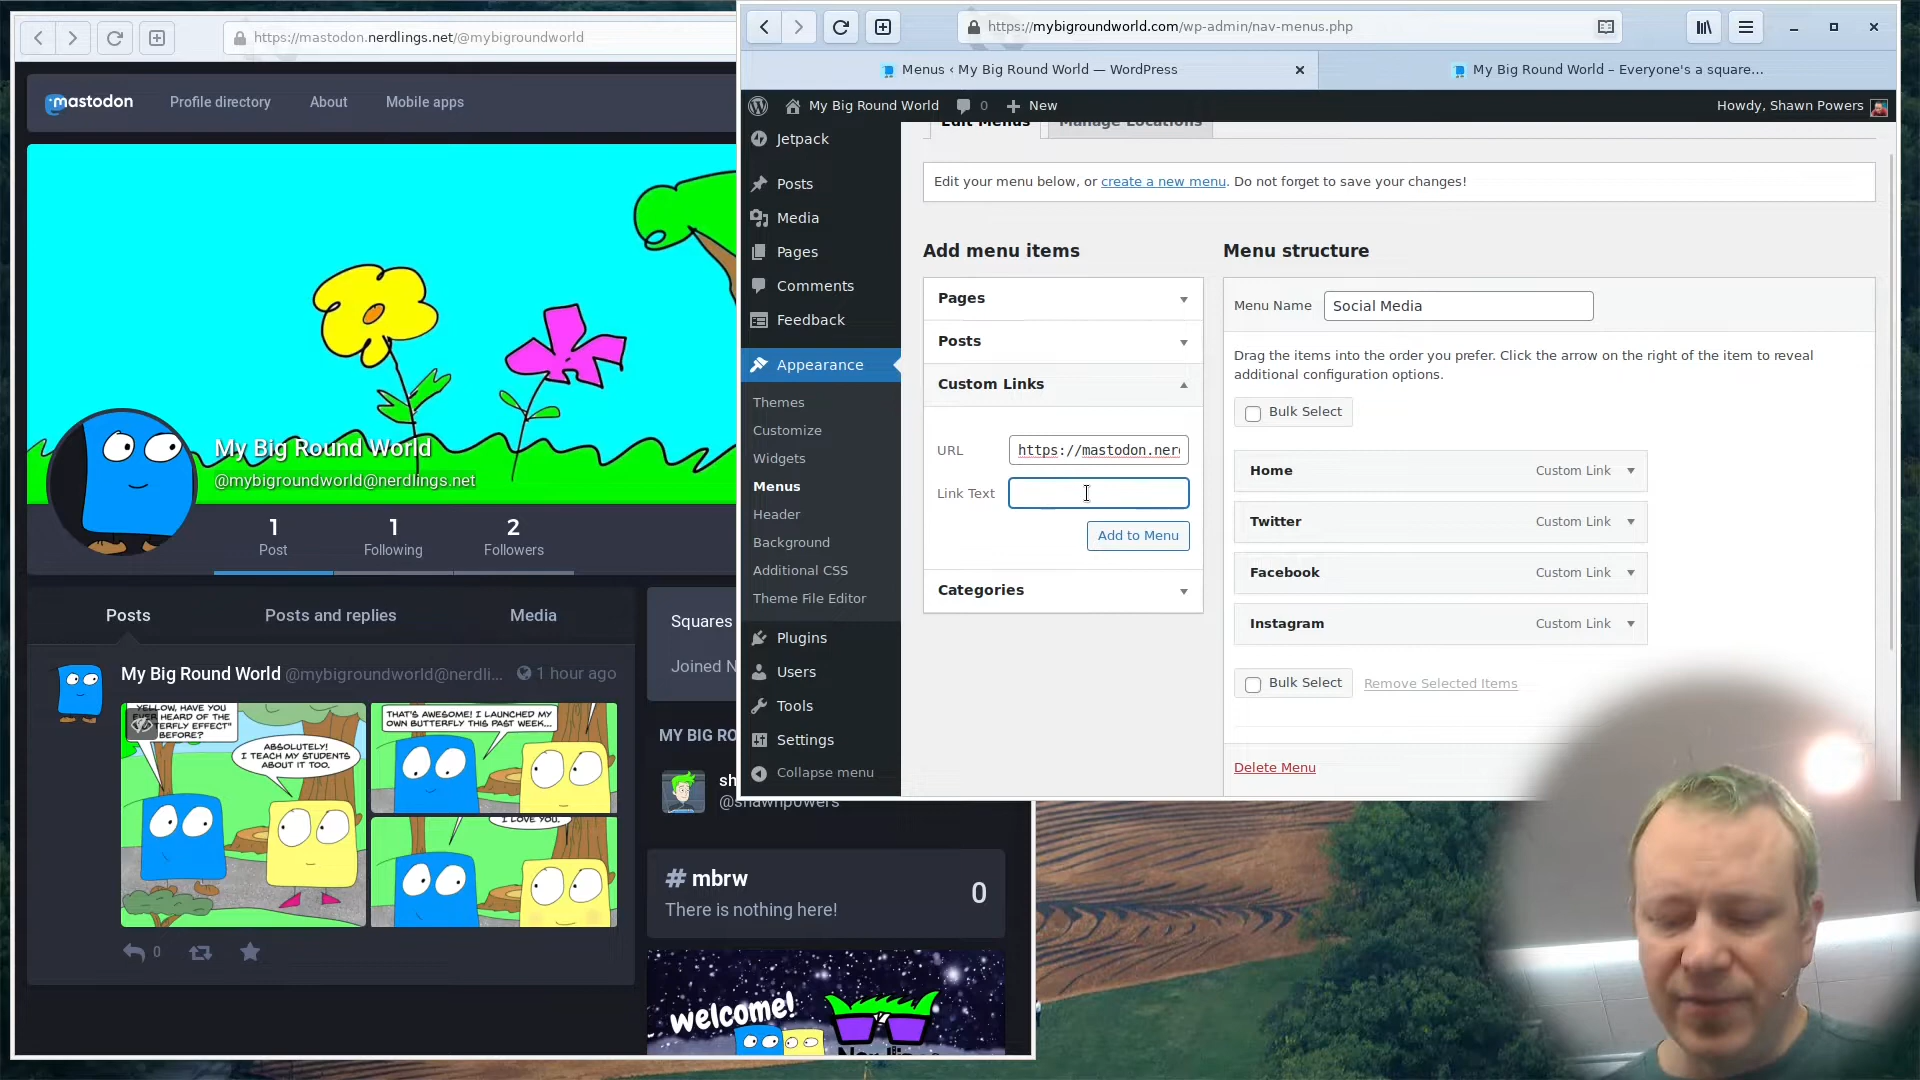 https://mastodon.nerdlings.net/@mybigroundworld
mastodon
Profile directory
About
Mobile apps
My Big Round World
@mybigroundworld@nerdlings.net
1
Post
1
Following
2
Followers
Posts
Posts and replies
Media
My Big Round World @mybigroundworld@nerdli... 1 hour ago
YELLOW, HAVE YOU
EVER HEARD OF THE
BEFORE?
ABSOLUTELY!
I TEACH MY STUDENTS
ABOUT IT TOO.
THAT'S AWESOME! I LAUNCHED MY
OWN BUTTERFLY THIS PAST WEEK...
I LOVE YOU.
0
Squares
Joined N
MY BIG RO
sh
@shawnpowers
# mbrw
There is nothing here!
0
welcome!
https://mybigroundworld.com/wp-admin/nav-menus.php
Menus ‹ My Big Round World — WordPress
My Big Round World – Everyone's a square…
My Big Round World
0
New
Howdy, Shawn Powers
Jetpack
Posts
Media
Pages
Comments
Feedback
Appearance
Themes
Customize
Widgets
Menus
Header
Background
Additional CSS
Theme File Editor
Plugins
Users
Tools
Settings
Collapse menu
Edit Menus
Manage Locations
Edit your menu below, or create a new menu. Do not forget to save your changes!
Add menu items
Pages
Posts
Custom Links
URL
https://mastodon.ner
Link Text
Add to Menu
Categories
Menu structure
Menu Name
Social Media
Drag the items into the order you prefer. Click the arrow on the right of the item to reveal
additional configuration options.
Bulk Select
Home
Custom Link
Twitter
Custom Link
Facebook
Custom Link
Instagram
Custom Link
Bulk Select
Remove Selected Items
Delete Menu